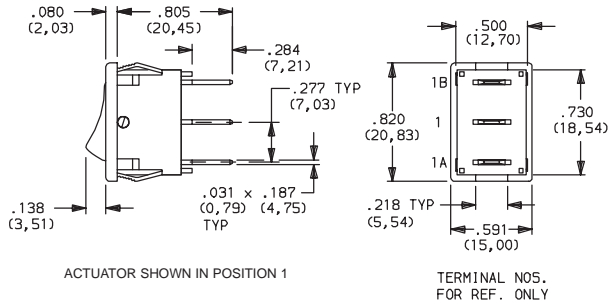 .080
(2,03)
.805
(20,45)
.284
(7,21)
.277 TYP
(7,03)
.031 x .187
(0,79) (4,75)
TYP
.138
(3,51)
ACTUATOR SHOWN IN POSITION 1
.500
(12,70)
1B
1
1A
.820
(20,83)
.730
(18,54)
.218 TYP
(5,54)
.591
(15,00)
TERMINAL NOS.
FOR REF. ONLY